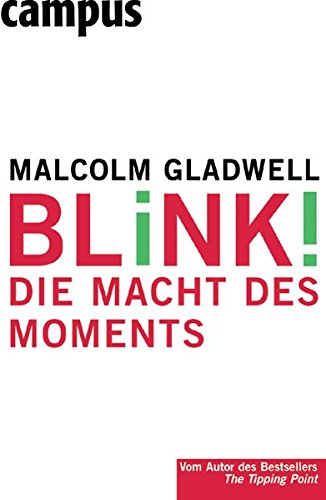 campus
MALCOLM GLADWELL
BLiNK!
DIE MACHT DES
MOMENTS
Vom Autor des Bestsellers
The Tipping Point